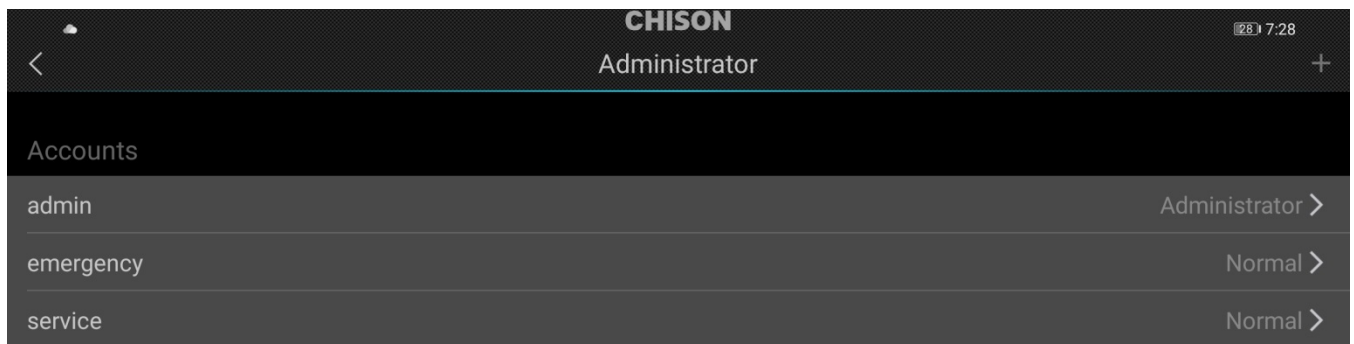 CHISON
28 7:28
Administrator
Accounts
admin Administrator
emergency Normal
service Normal